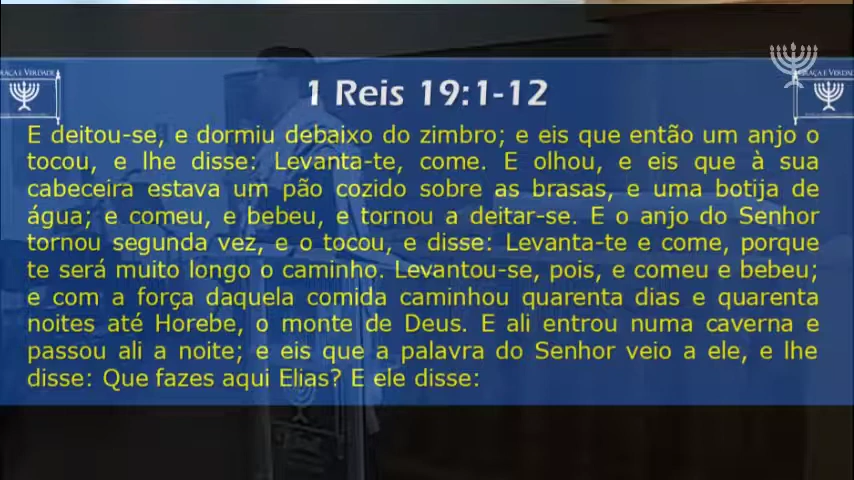 RAÇA E VERDADE
RAÇA E VERDADE
1 Reis 19:1-12
E deitou-se, e dormiu debaixo do zimbro; e eis que então um anjo o
tocou, e lhe disse: Levanta-te, come. E olhou, e eis que à sua
cabeceira estava um pão cozido sobre as brasas, e uma botija de
água; e comeu, e bebeu, e tornou a deitar-se. E o anjo do Senhor
tornou segunda vez, e o tocou, e disse: Levanta-te e come, porque
te será muito longo o caminho. Levantou-se, pois, e comeu e bebeu;
e com a força daquela comida caminhou quarenta dias e quarenta
noites até Horebe, o monte de Deus. E ali entrou numa caverna e
passou ali a noite; e eis que a palavra do Senhor veio a ele, e lhe
disse: Que fazes aqui Elias? E ele disse: